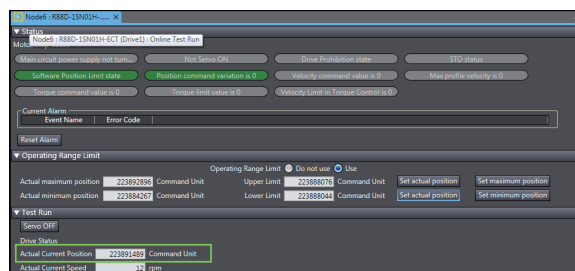 Node6 : R88D-1SN01H-..... ×
▼ Status
Node6 : R88D-1SN01H-ECT (Drive1) : Online Test Run
Main circuit power supply not turn... Not Servo ON Drive Prohibition state STO status
Software Position Limit state Position command variation is 0 Velocity command value is 0 Max profile velocity is 0
Torque command value is 0 Torque limit value is 0 Velocity Limit in Torque Control is 0
Current Alarm
Event Name Error Code
Reset Alarm
▼ Operating Range Limit
Operating Range Limit Do not use Use
Actual maximum position 223892896 Command Unit Upper Limit 223888076 Command Unit Set actual position Set maximum position
Actual minimum position 223884267 Command Unit Lower Limit 223888044 Command Unit Set actual position Set minimum position
▼ Test Run
Servo OFF
Drive Status
Actual Current Position 223891489 Command Unit
Actual Current Speed 12 rpm